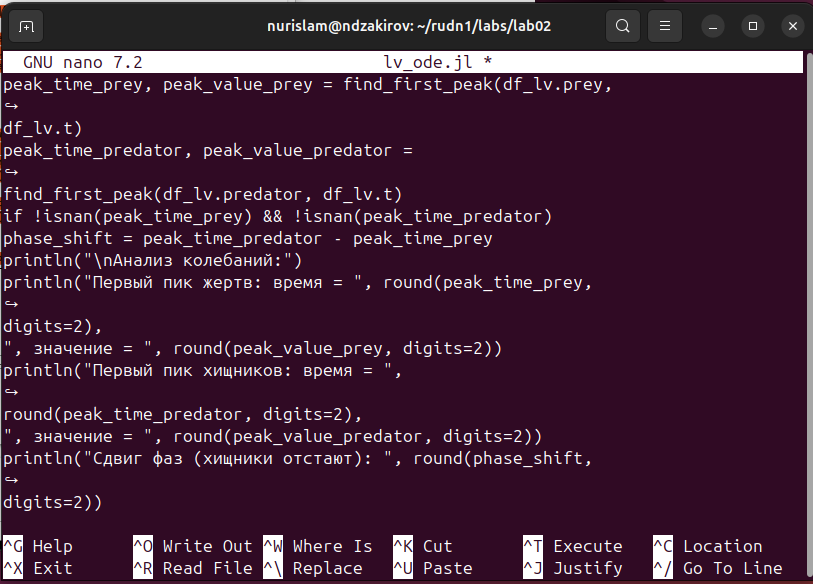 nurislam@ndzakirov: ~/rudn1/labs/lab02
GNU nano 7.2 lv_ode.jl *
peak_time_prey, peak_value_prey = find_first_peak(df_lv.prey,
↪
df_lv.t)
peak_time_predator, peak_value_predator =
↪
find_first_peak(df_lv.predator, df_lv.t)
if !isnan(peak_time_prey) && !isnan(peak_time_predator)
phase_shift = peak_time_predator - peak_time_prey
println("\nАнализ колебаний:")
println("Первый пик жертв: время = ", round(peak_time_prey,
↪
digits=2),
", значение = ", round(peak_value_prey, digits=2))
println("Первый пик хищников: время = ",
↪
round(peak_time_predator, digits=2),
", значение = ", round(peak_value_predator, digits=2))
println("Сдвиг фаз (хищники отстают): ", round(phase_shift,
↪
digits=2))
^G Help ^O Write Out ^W Where Is ^K Cut ^T Execute ^C Location
^X Exit ^R Read File ^\ Replace ^U Paste ^J Justify ^/ Go To Line